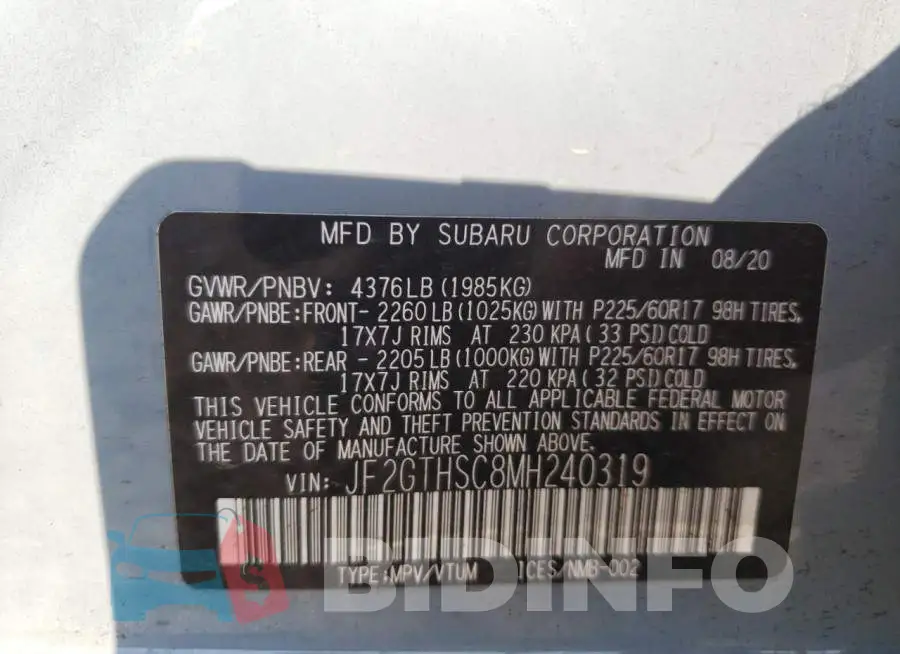 MFD BY SUBARU CORPORATION
MFD IN 08/20
GVWR/PNBV: 4376LB (1985KG)
GAWR/PNBE:FRONT- 2260LB (1025KG) WITH P225/60R17 98H TIRES,
17X7J RIMS AT 230 KPA ( 33 PSI) COLD
GAWR/PNBE:REAR - 2205LB (1000KG) WITH P225/60R17 98H TIRES,
17X7J RIMS AT 220 KPA ( 32 PSI) COLD
THIS VEHICLE CONFORMS TO ALL APPLICABLE FEDERAL MOTOR
VEHICLE SAFETY AND THEFT PREVENTION STANDARDS IN EFFECT ON
THE DATE OF MANUFACTURE SHOWN ABOVE.
VIN: JF2GTHSC8MH240319
TYPE:MPV/VTUM ICES/NMB-002
$ BIDINFO